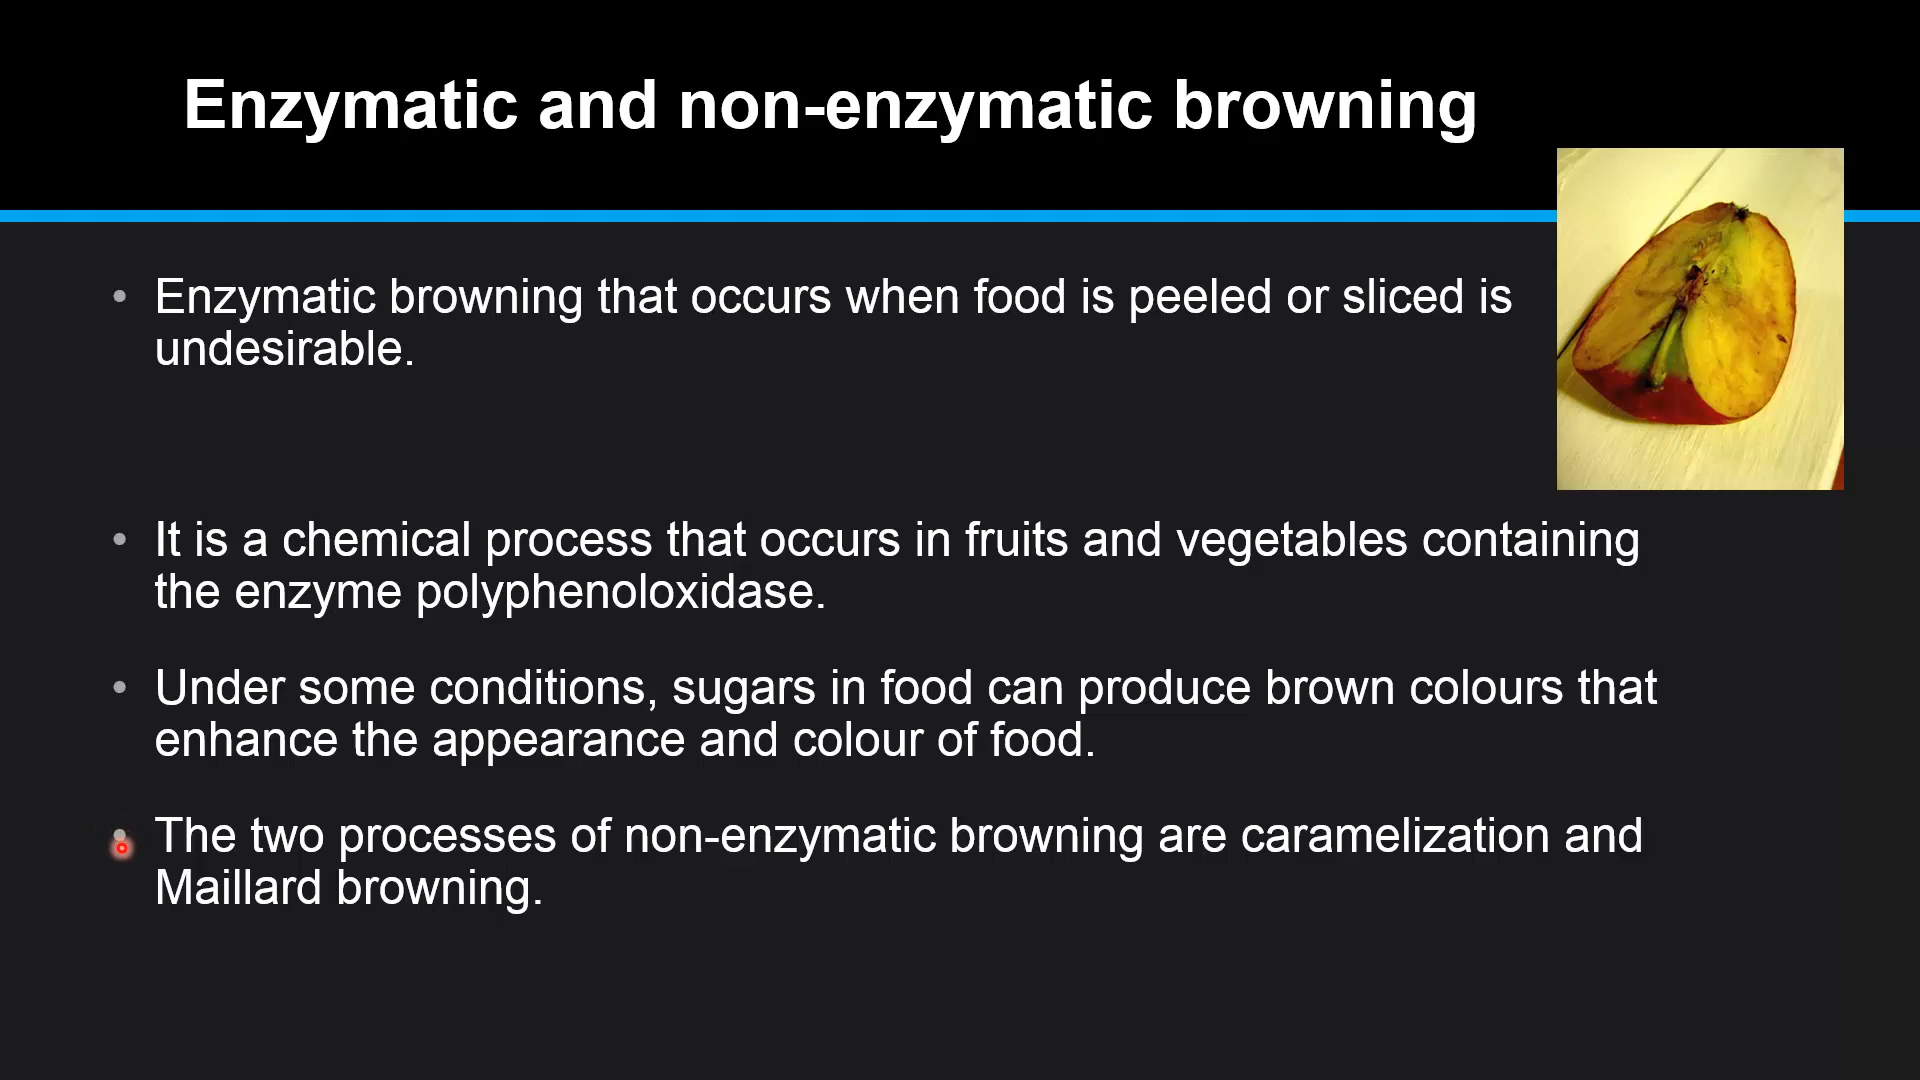 Enzymatic and non-enzymatic browning
• Enzymatic browning that occurs when food is peeled or sliced is
undesirable.
• It is a chemical process that occurs in fruits and vegetables containing
the enzyme polyphenoloxidase.
• Under some conditions, sugars in food can produce brown colours that
enhance the appearance and colour of food.
• The two processes of non-enzymatic browning are caramelization and
Maillard browning.